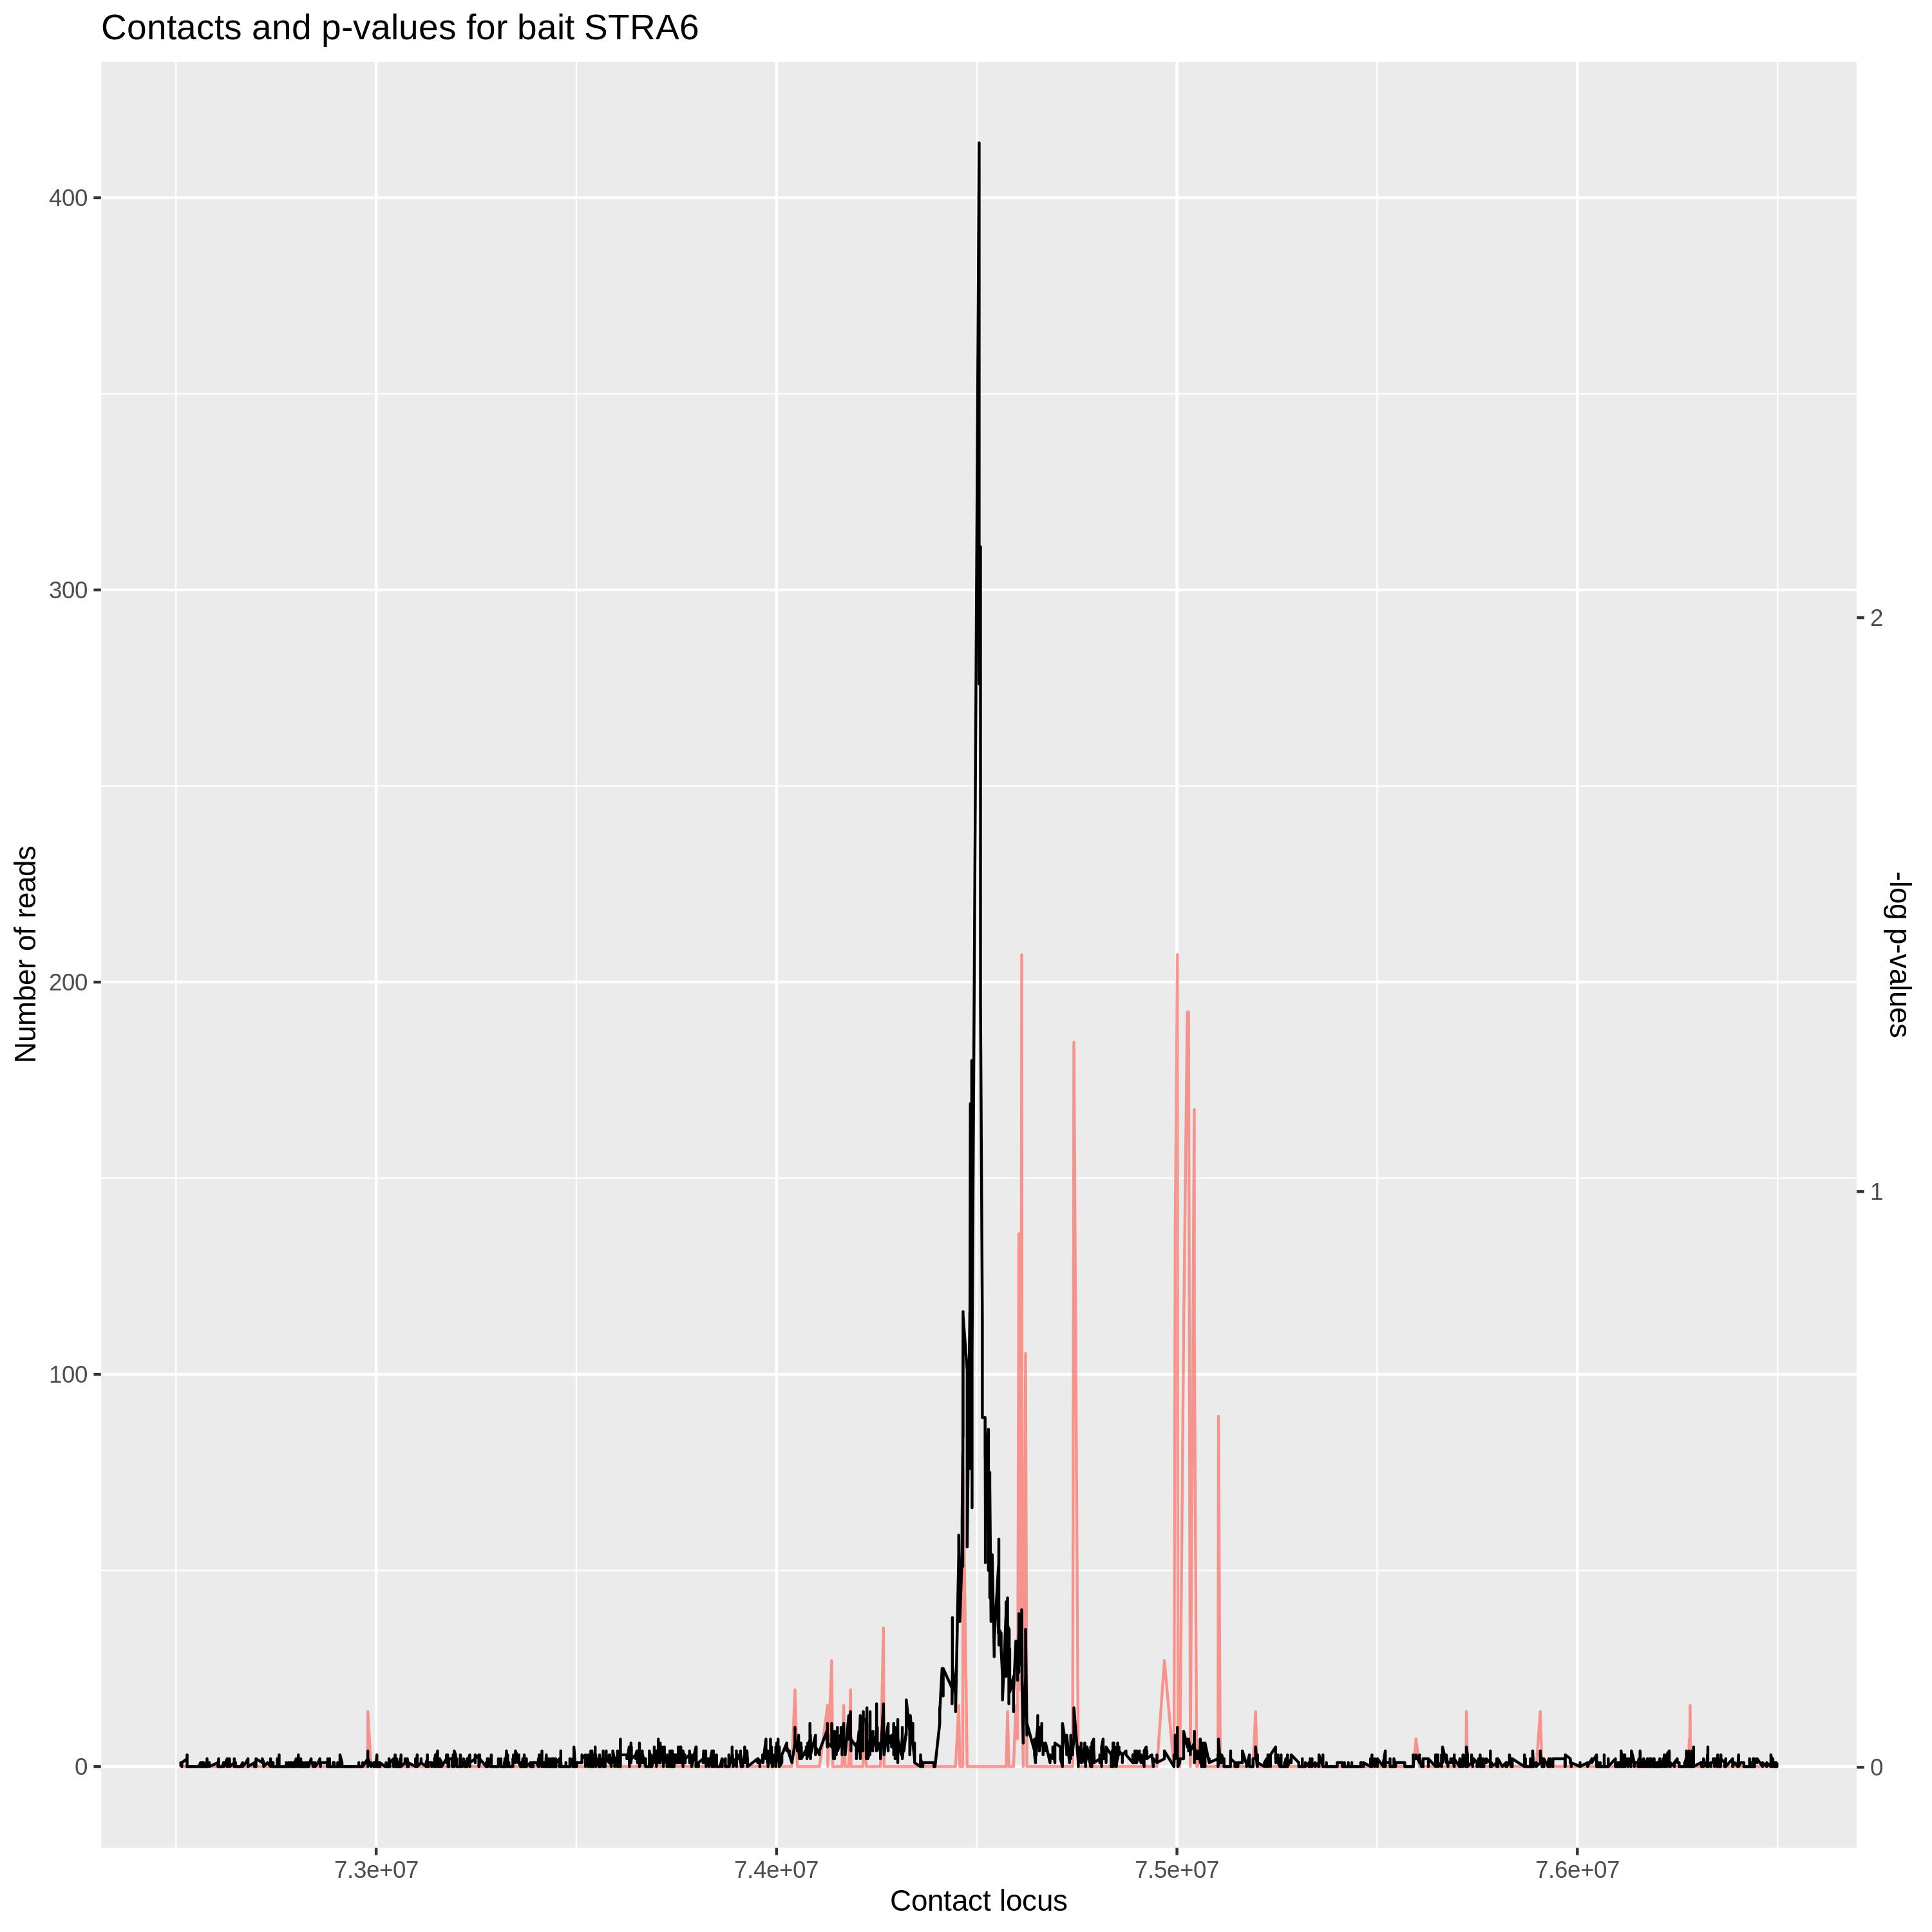 Contacts and p-values for bait STRA6
400
300
200
100
0
Number of reads
2
1
0
-log p-values
7.3e+07
7.4e+07
7.5e+07
7.6e+07
Contact locus